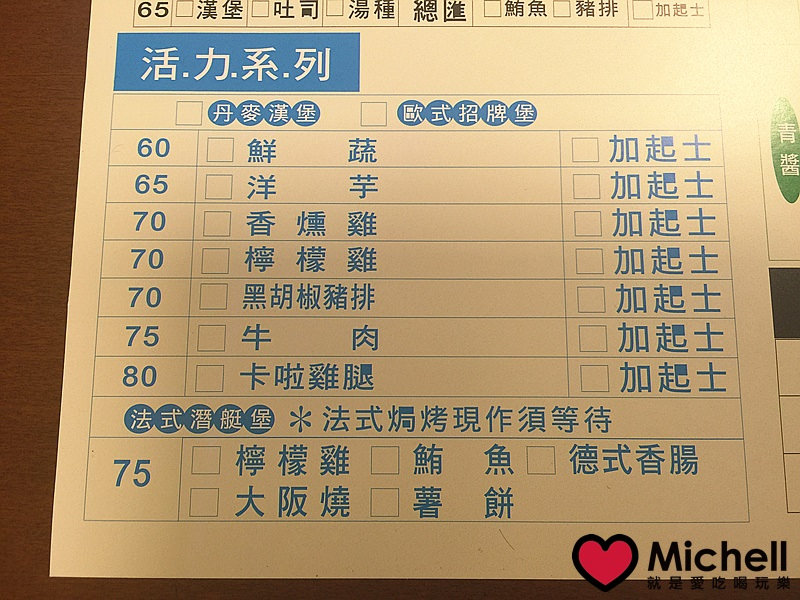 65 漢堡 吐司 湯種 總匯 鮪魚 豬排 加起士
活.力.系.列
丹麥漢堡 歐式招牌堡
60 鮮蔬 加起士
65 洋芋 加起士
70 香燻雞 加起士
70 檸檬雞 加起士
70 黑胡椒豬排 加起士
75 牛肉 加起士
80 卡啦雞腿 加起士
法式潛艇堡 ＊法式焗烤現作須等待
75 檸檬雞 鮪魚 德式香腸
大阪燒 薯餅
青醬
Michell
就是愛吃喝玩樂